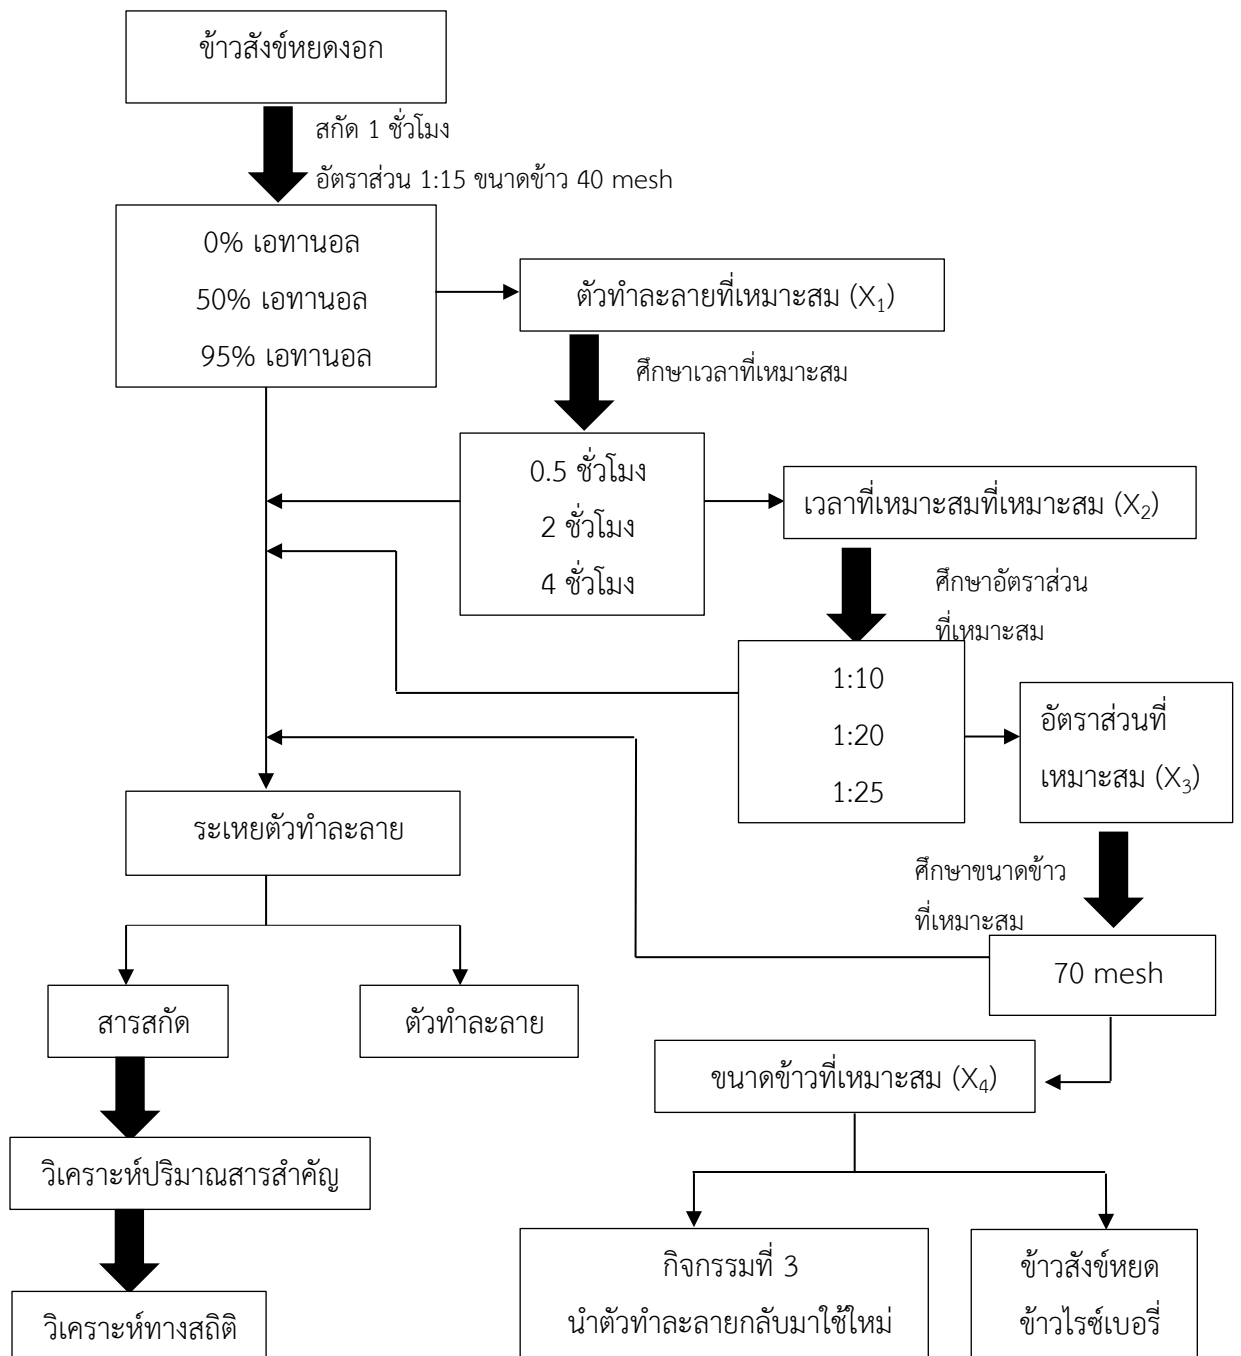 ข้าวสังข์หยดงอก
สกัด 1 ชั่วโมง
อัตราส่วน 1:15 ขนาดข้าว 40 mesh
0% เอทานอล
50% เอทานอล
95% เอทานอล
ตัวทำละลายที่เหมาะสม (X₁)
ศึกษาเวลาที่เหมาะสม
0.5 ชั่วโมง
2 ชั่วโมง
4 ชั่วโมง
เวลาที่เหมาะสมที่เหมาะสม (X₂)
ศึกษาอัตราส่วน
ที่เหมาะสม
1:10
1:20
1:25
อัตราส่วนที่
เหมาะสม (X₃)
ศึกษาขนาดข้าว
ที่เหมาะสม
70 mesh
ขนาดข้าวที่เหมาะสม (X₄)
ระเหยตัวทำละลาย
สารสกัด
ตัวทำละลาย
วิเคราะห์ปริมาณสารสำคัญ
วิเคราะห์ทางสถิติ
กิจกรรมที่ 3
นำตัวทำละลายกลับมาใช้ใหม่
ข้าวสังข์หยด
ข้าวไรซ์เบอรี่